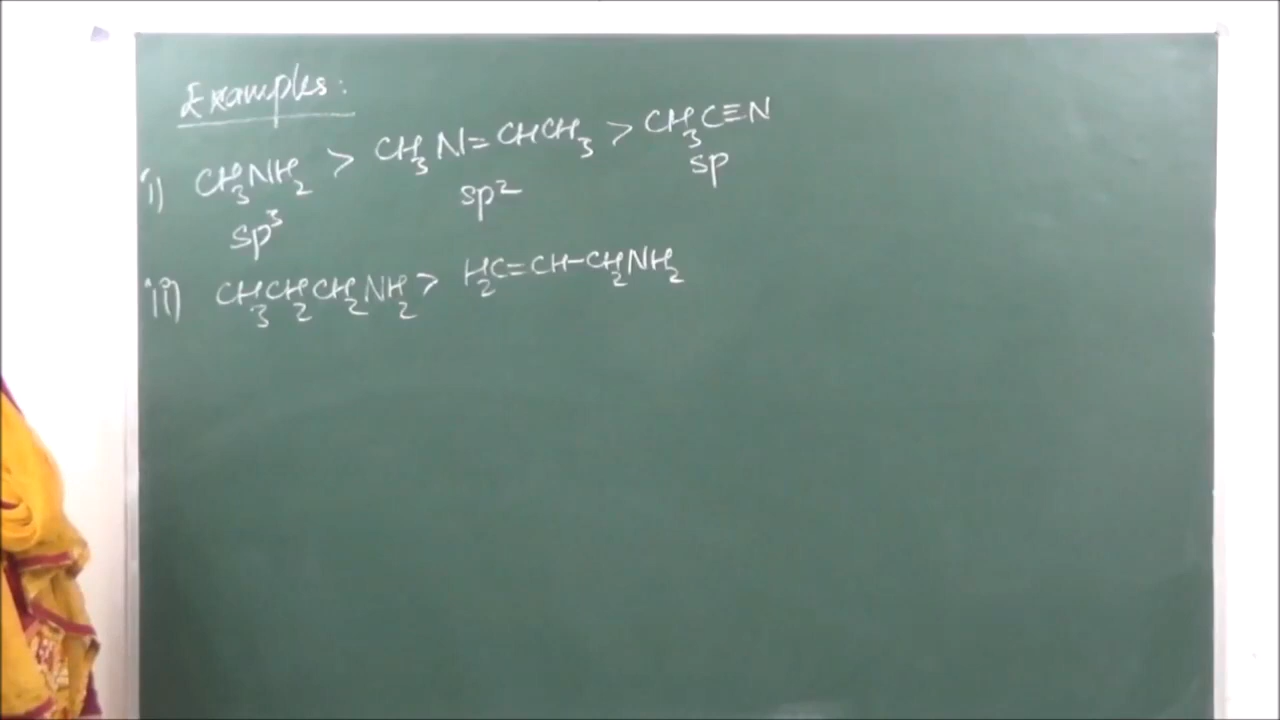 Examples:
i) CH₃NH₂ > CH₃N=CHCH₃ > CH₃C≡N
sp³ sp² sp
ii) CH₃CH₂CH₂NH₂ > H₂C=CH-CH₂NH₂